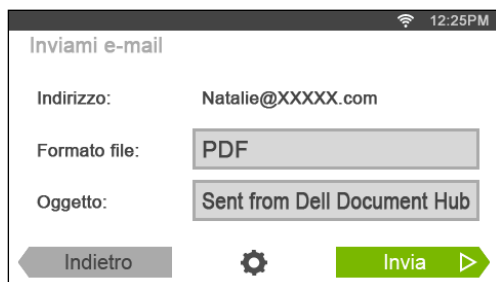 12:25PM
Inviami e-mail
Indirizzo: Natalie@XXXXX.com
Formato file: PDF
Oggetto: Sent from Dell Document Hub
Indietro Invia